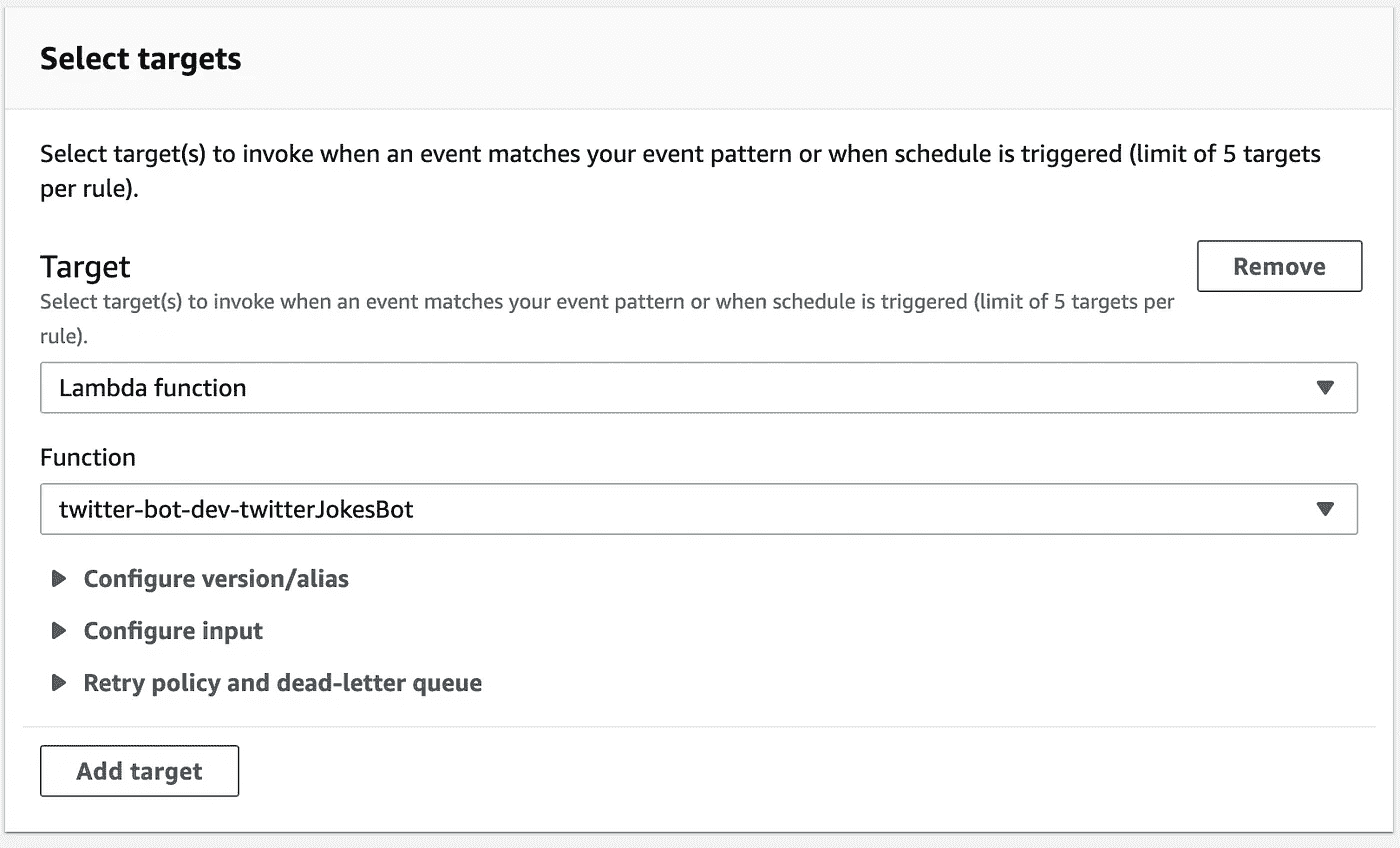 Select targets
Select target(s) to invoke when an event matches your event pattern or when schedule is triggered (limit of 5 targets
per rule).
Target
Remove
Select target(s) to invoke when an event matches your event pattern or when schedule is triggered (limit of 5 targets per
rule).
Lambda function
Function
twitter-bot-dev-twitterJokesBot
Configure version/alias
Configure input
Retry policy and dead-letter queue
Add target